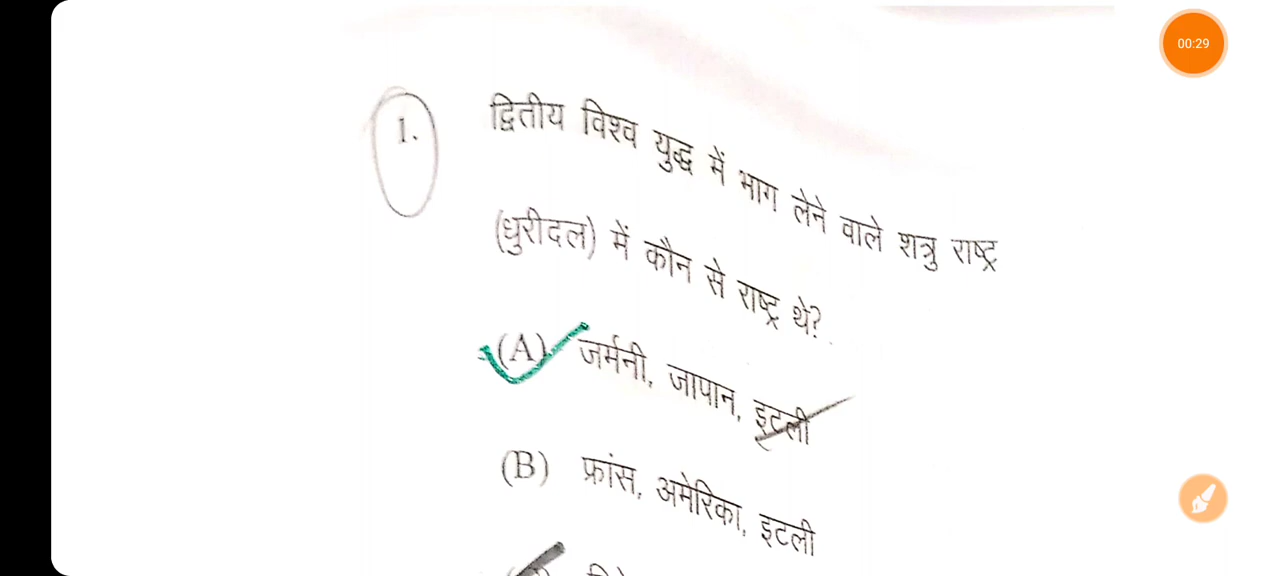 00:29
1. द्वितीय विश्व युद्ध में भाग लेने वाले शत्रु राष्ट्र
(धुरीदल) में कौन से राष्ट्र थे?
(A) जर्मनी, जापान, इटली
(B) फ्रांस, अमेरिका, इटली